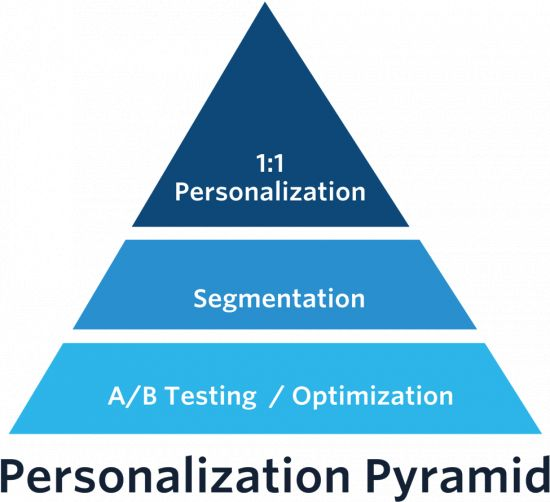 1:1
Personalization
Segmentation
A/B Testing / Optimization
Personalization Pyramid